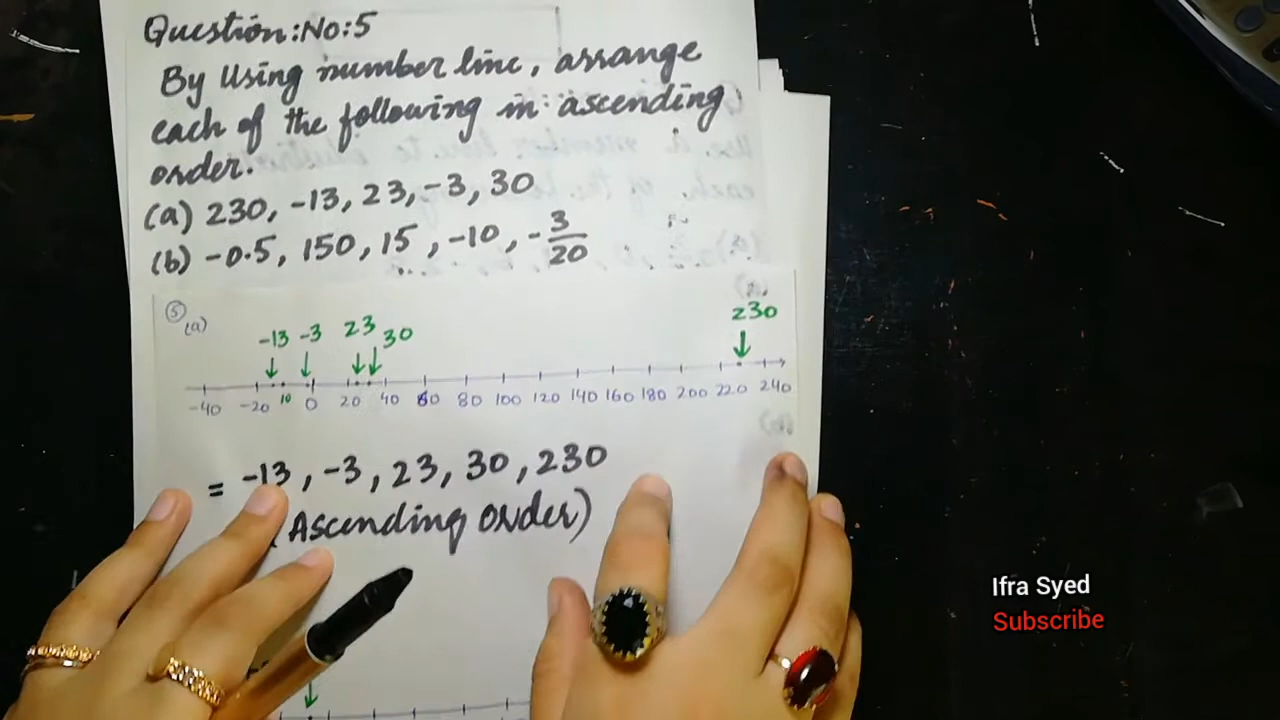 Question:No:5
By Using number line, arrange
each of the following in ascending
order.
(a) 230, -13, 23, -3, 30
(b) -0.5, 150, 15, -10, -3/20
5 (a)
-13 -3 23 30 230
-40 -20 10 0 20 40 60 80 100 120 140 160 180 200 220 240
= -13, -3, 23, 30, 230
(Ascending order)
Ifra Syed
Subscribe